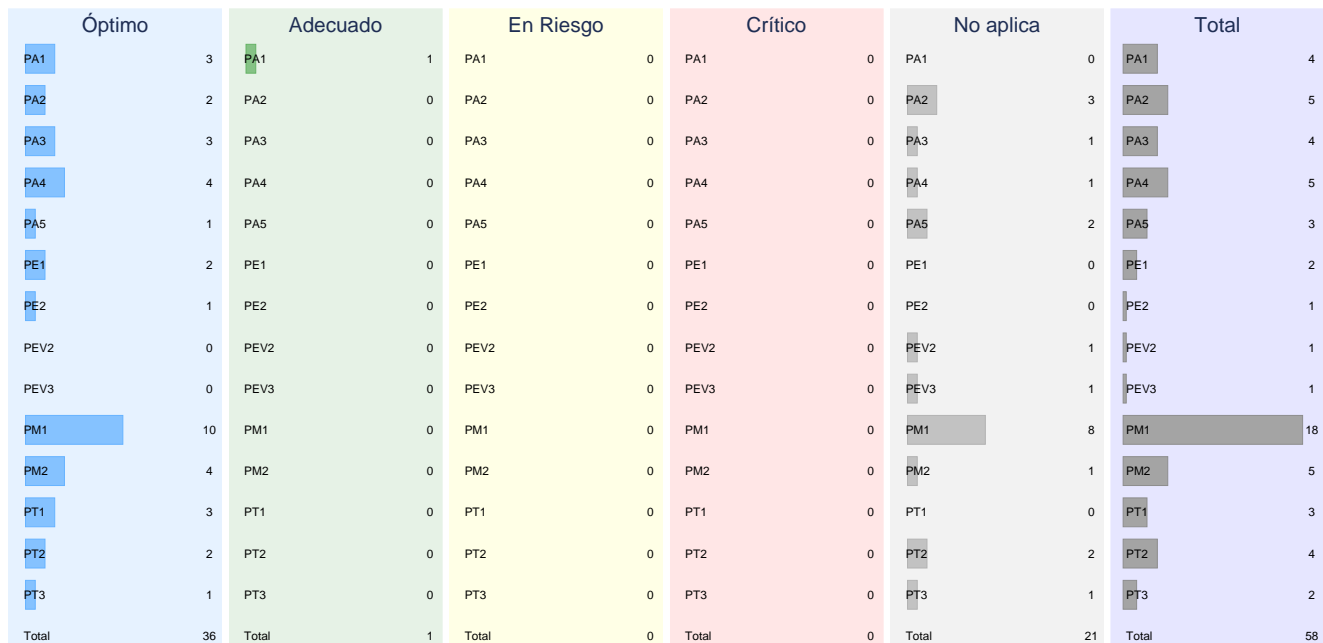 Óptimo Adecuado En Riesgo Crítico No aplica Total
PA1 3 PA1 1 PA1 0 PA1 0 PA1 0 PA1 4
PA2 2 PA2 0 PA2 0 PA2 0 PA2 3 PA2 5
PA3 3 PA3 0 PA3 0 PA3 0 PA3 1 PA3 4
PA4 4 PA4 0 PA4 0 PA4 0 PA4 1 PA4 5
PA5 1 PA5 0 PA5 0 PA5 0 PA5 2 PA5 3
PE1 2 PE1 0 PE1 0 PE1 0 PE1 0 PE1 2
PE2 1 PE2 0 PE2 0 PE2 0 PE2 0 PE2 1
PEV2 0 PEV2 0 PEV2 0 PEV2 0 PEV2 1 PEV2 1
PEV3 0 PEV3 0 PEV3 0 PEV3 0 PEV3 1 PEV3 1
PM1 10 PM1 0 PM1 0 PM1 0 PM1 8 PM1 18
PM2 4 PM2 0 PM2 0 PM2 0 PM2 1 PM2 5
PT1 3 PT1 0 PT1 0 PT1 0 PT1 0 PT1 3
PT2 2 PT2 0 PT2 0 PT2 0 PT2 2 PT2 4
PT3 1 PT3 0 PT3 0 PT3 0 PT3 1 PT3 2
Total 36 Total 1 Total 0 Total 0 Total 21 Total 58